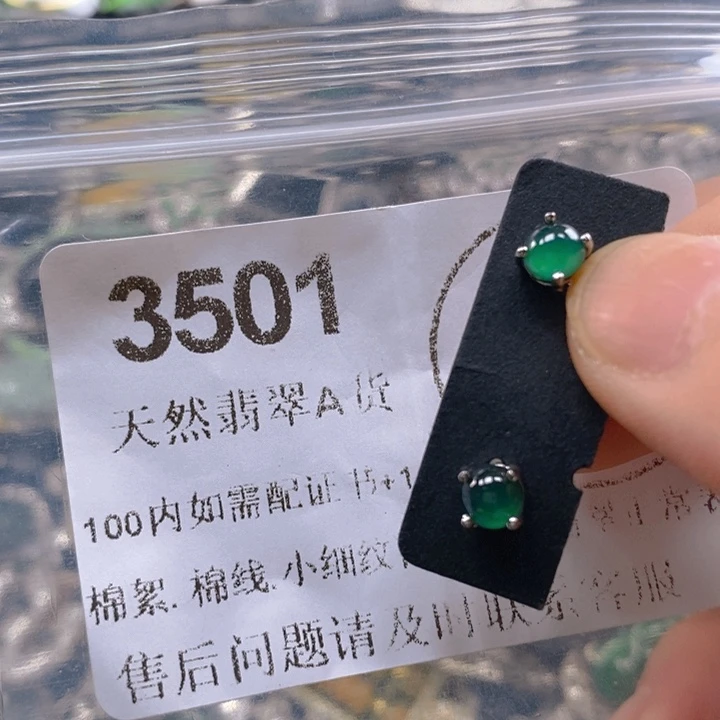 3501
天然翡翠A货
100内如需配证书+1
棉絮. 棉线. 小细纹
售后问题请及时联系客服